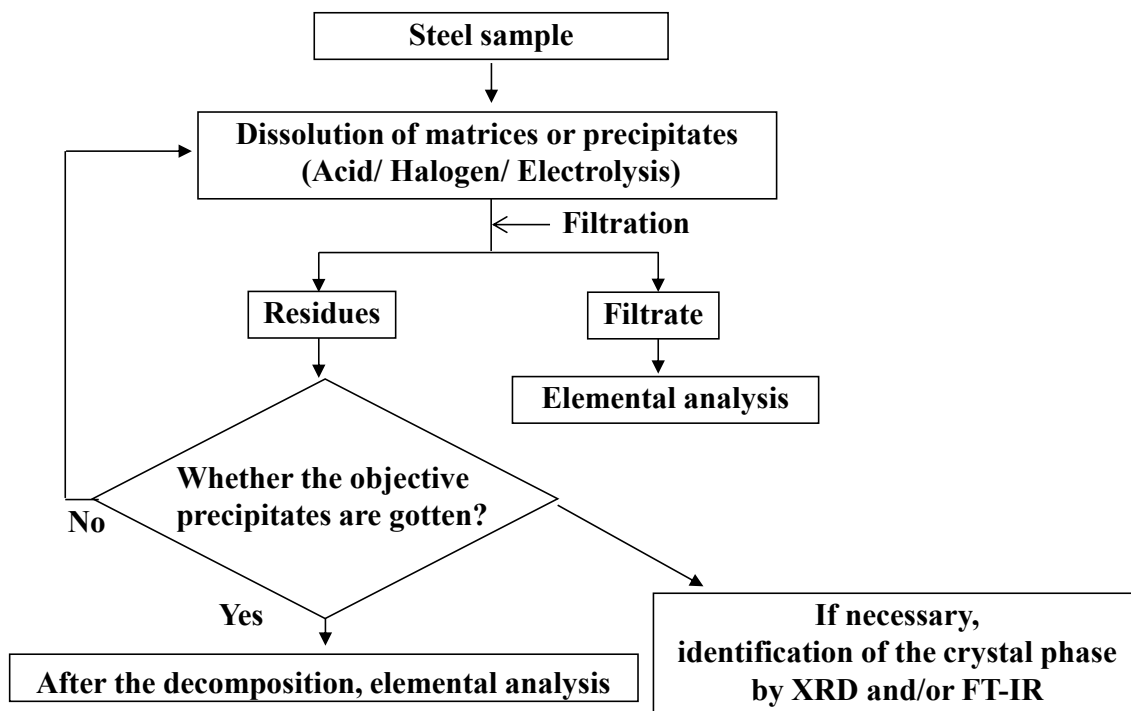 Steel sample
Dissolution of matrices or precipitates
(Acid/ Halogen/ Electrolysis)
Filtration
Residues
Filtrate
Elemental analysis
Whether the objective
precipitates are gotten?
No
Yes
After the decomposition, elemental analysis
If necessary,
identification of the crystal phase
by XRD and/or FT-IR